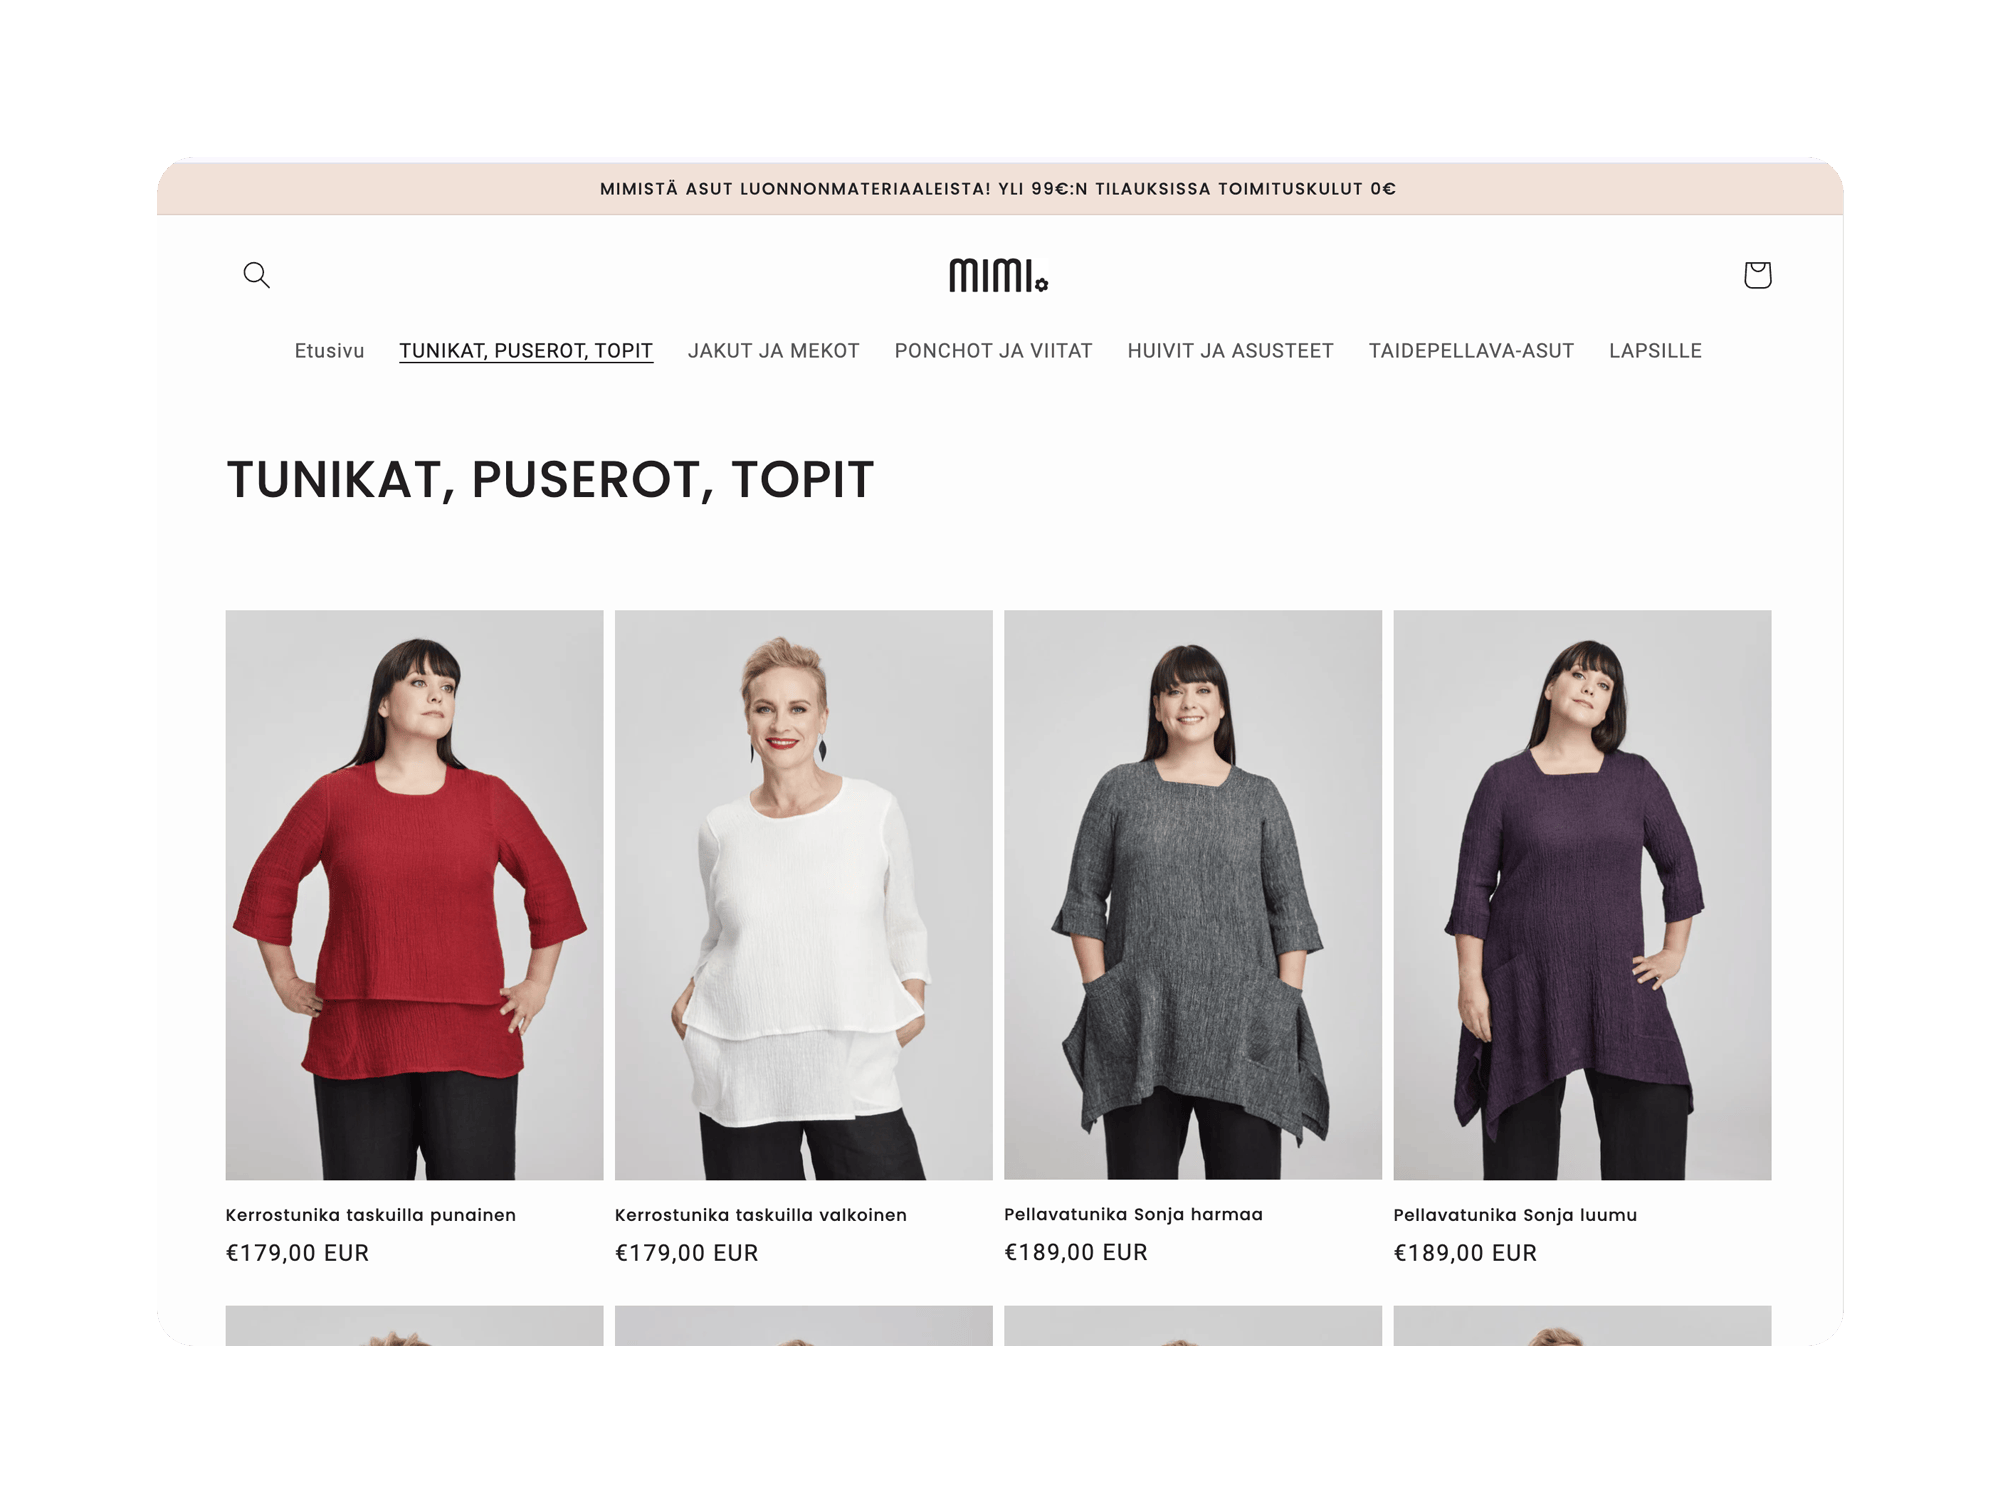 MIMISTÄ ASUT LUONNONMATERIAALEISTA! YLI 99€:N TILAUKSISSA TOIMITUSKULUT 0€
mimi
Etusivu TUNIKAT, PUSEROT, TOPIT JAKUT JA MEKOT PONCHOT JA VIITAT HUIVIT JA ASUSTEET TAIDEPELLAVA-ASUT LAPSILLE
TUNIKAT, PUSEROT, TOPIT
Kerrostunika taskuilla punainen
€179,00 EUR
Kerrostunika taskuilla valkoinen
€179,00 EUR
Pellavatunika Sonja harmaa
€189,00 EUR
Pellavatunika Sonja luumu
€189,00 EUR